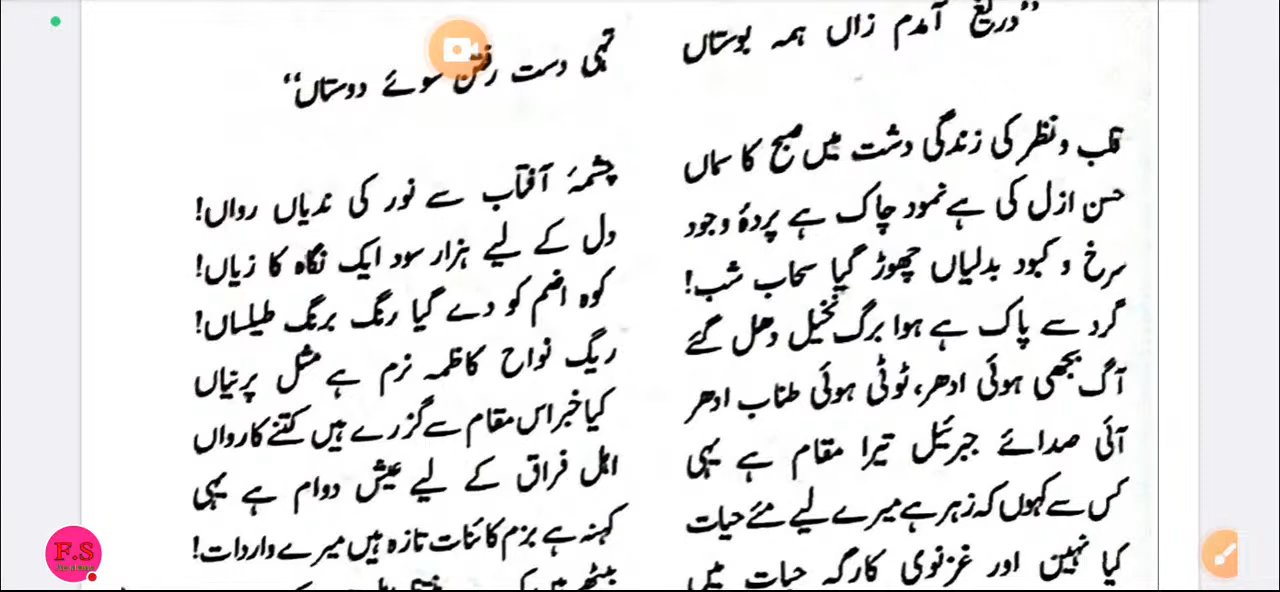 ”دریغ آمدم زاں ہمہ بوستاں
تہی دست رفتن سوئے دوستاں“
قلب و نظر کی زندگی دشت میں صبح کا سماں
چشمۂ آفتاب سے نور کی ندیاں رواں!
حسن ازل کی ہے نمود چاک ہے پردۂ وجود
دل کے لیے ہزار سود ایک نگاہ کا زیاں!
سرخ و کبود بدلیاں چھوڑ گیا سحاب شب!
کوہ اضم کو دے گیا رنگ برنگ طیلساں!
گرد سے پاک ہے ہوا برگ نخیل دھل گئے
ریگ نواح کاظمہ نرم ہے مثل پرنیاں
آگ بجھی ہوئی ادھر، ٹوٹی ہوئی طناب ادھر
کیا خبر اس مقام سے گزرے ہیں کتنے کارواں
آئی صدائے جبرئیل تیرا مقام ہے یہی
اہل فراق کے لیے عیش دوام ہے یہی
کس سے کہوں کہ زہر ہے میرے لیے مئے حیات
کہنہ ہے بزم کائنات تازہ ہیں میرے واردات!
کیا نہیں اور غزنوی کارگہ حیات میں
F.S